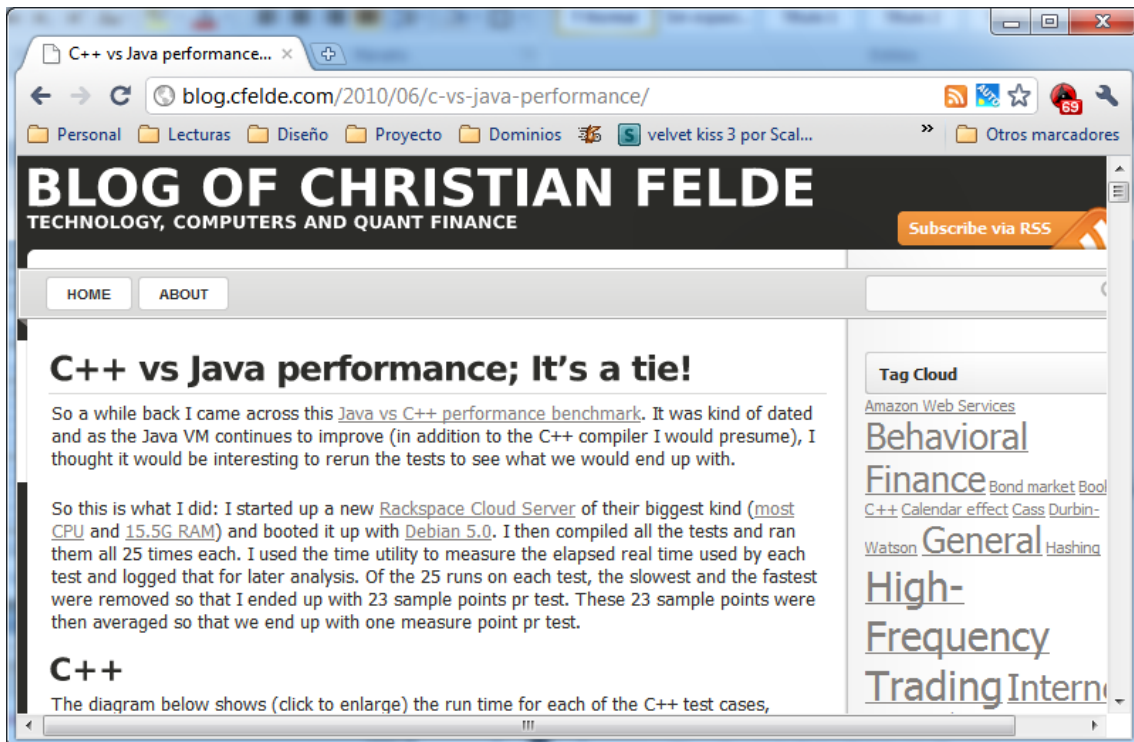 C++ vs Java performance...
blog.cfelde.com/2010/06/c-vs-java-performance/
AUTO
69
Personal Lecturas Diseño Proyecto Dominios S velvet kiss 3 por Scal... » Otros marcadores
BLOG OF CHRISTIAN FELDE
TECHNOLOGY, COMPUTERS AND QUANT FINANCE
Subscribe via RSS
HOME ABOUT
C++ vs Java performance; It's a tie!
So a while back I came across this Java vs C++ performance benchmark. It was kind of dated
and as the Java VM continues to improve (in addition to the C++ compiler I would presume), I
thought it would be interesting to rerun the tests to see what we would end up with.
So this is what I did: I started up a new Rackspace Cloud Server of their biggest kind (most
CPU and 15.5G RAM) and booted it up with Debian 5.0. I then compiled all the tests and ran
them all 25 times each. I used the time utility to measure the elapsed real time used by each
test and logged that for later analysis. Of the 25 runs on each test, the slowest and the fastest
were removed so that I ended up with 23 sample points pr test. These 23 sample points were
then averaged so that we end up with one measure point pr test.
C++
The diagram below shows (click to enlarge) the run time for each of the C++ test cases,
Tag Cloud
Amazon Web Services
Behavioral
Finance Bond market
C++ Calendar effect Cass Durbin-
Watson General Hashing
High-
Frequency
Trading